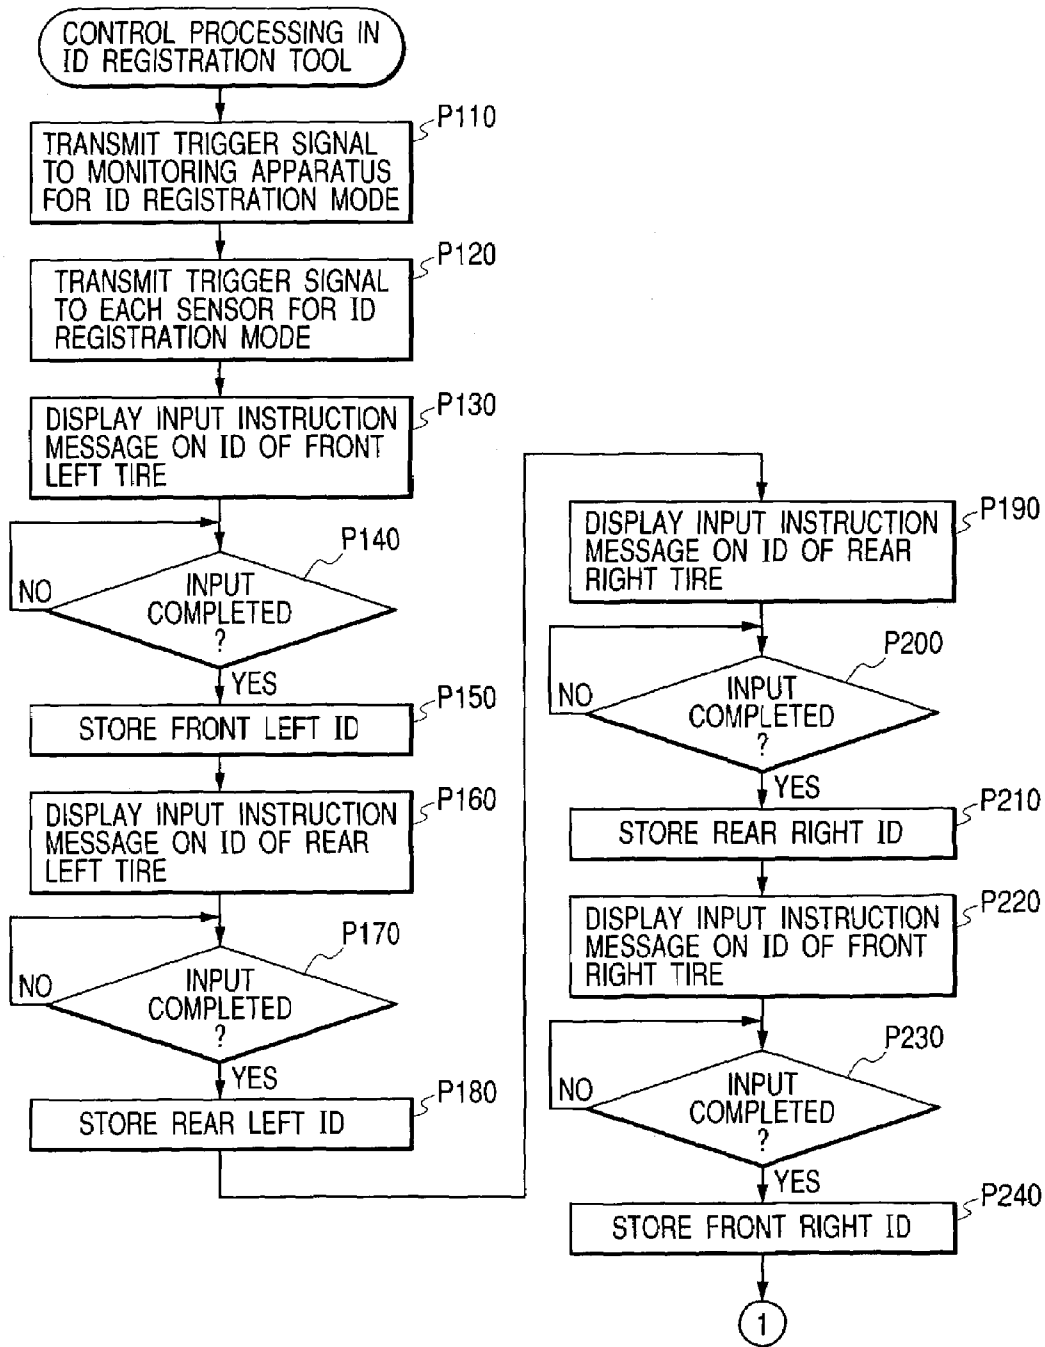 CONTROL PROCESSING IN
ID REGISTRATION TOOL
P110
TRANSMIT TRIGGER SIGNAL
TO MONITORING APPARATUS
FOR ID REGISTRATION MODE
P120
TRANSMIT TRIGGER SIGNAL
TO EACH SENSOR FOR ID
REGISTRATION MODE
P130
DISPLAY INPUT INSTRUCTION
MESSAGE ON ID OF FRONT
LEFT TIRE
P140
INPUT
COMPLETED
?
NO
YES
P150
STORE FRONT LEFT ID
P160
DISPLAY INPUT INSTRUCTION
MESSAGE ON ID OF REAR
LEFT TIRE
P170
INPUT
COMPLETED
?
NO
YES
P180
STORE REAR LEFT ID
P190
DISPLAY INPUT INSTRUCTION
MESSAGE ON ID OF REAR
RIGHT TIRE
P200
INPUT
COMPLETED
?
NO
YES
P210
STORE REAR RIGHT ID
P220
DISPLAY INPUT INSTRUCTION
MESSAGE ON ID OF FRONT
RIGHT TIRE
P230
INPUT
COMPLETED
?
NO
YES
P240
STORE FRONT RIGHT ID
1